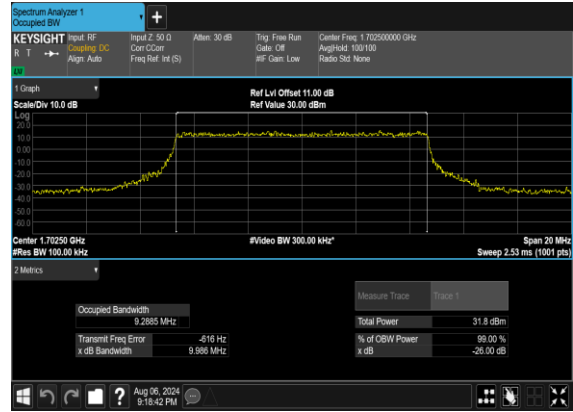 Spectrum Analyzer 1
Occupied BW
KEYSIGHT Input: RF Input Z: 50 Ω Atten: 30 dB Trig: Free Run Center Freq: 1.702500000 GHz
R T Coupling: DC Corr CCorr Gate: Off Avg|Hold: 100/100
Align: Auto Freq Ref: Int (S) #IF Gain: Low Radio Std: None
1 Graph
Ref Lvl Offset 11.00 dB
Scale/Div 10.0 dB Ref Value 30.00 dBm
Log
20.0
10.0
0.00
-10.0
-20.0
-30.0
-40.0
-50.0
-60.0
Center 1.70250 GHz #Video BW 300.00 kHz* Span 20 MHz
#Res BW 100.00 kHz Sweep 2.53 ms (1001 pts)
2 Metrics
Measure Trace Trace 1
Occupied Bandwidth
9.2885 MHz
Total Power 31.8 dBm
Transmit Freq Error -616 Hz % of OBW Power 99.00 %
x dB Bandwidth 9.986 MHz x dB -26.00 dB
Aug 06, 2024
9:18:42 PM